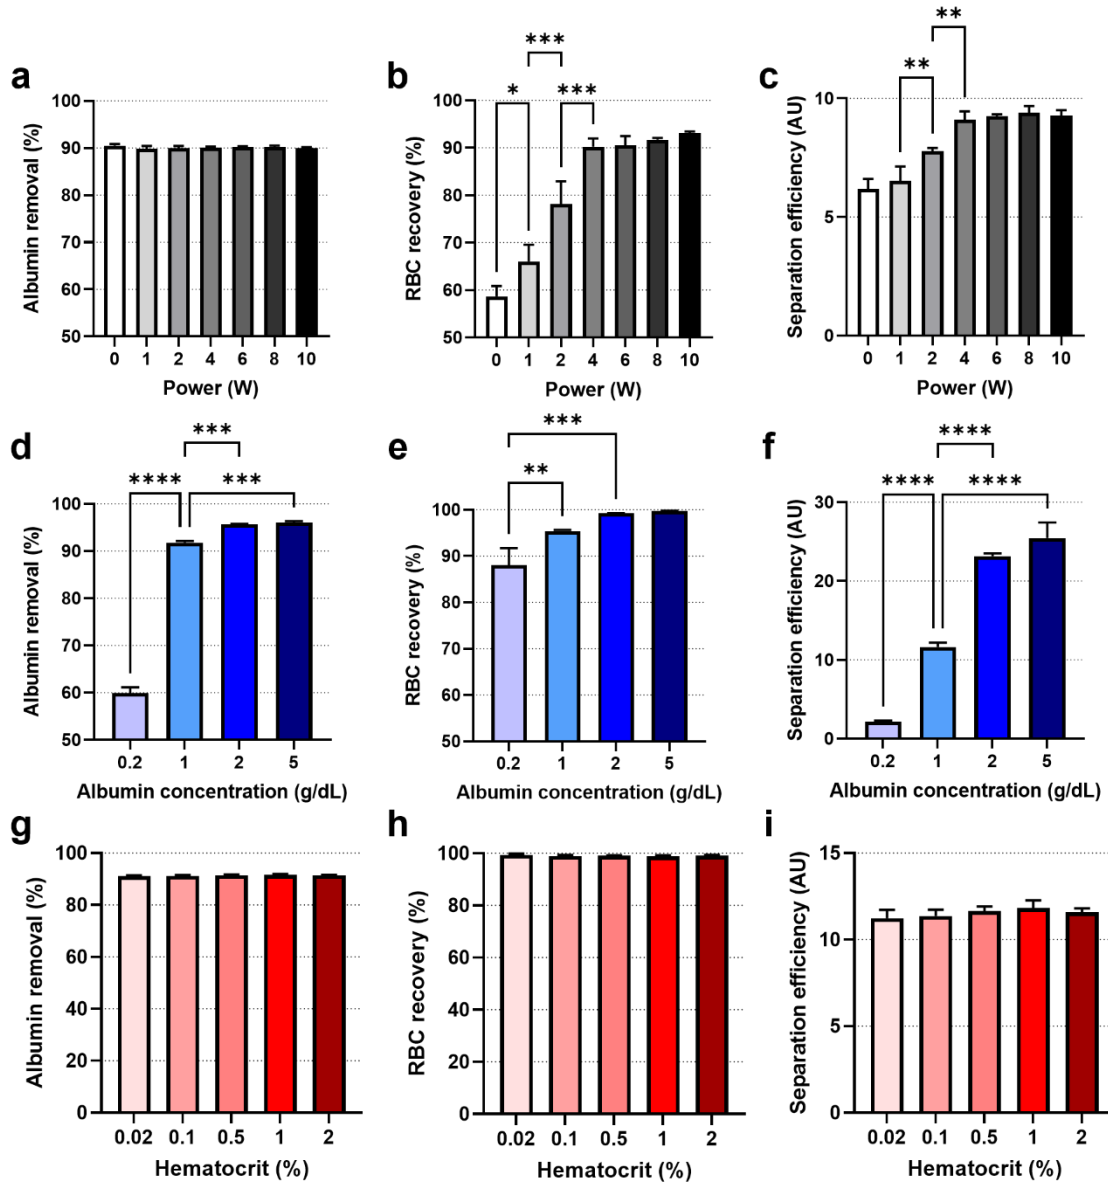 a
***
**
*
***
**
**
b
c
Albumin removal (%)
100
90
80
70
60
50
0 1 2 4 6 8 10
Power (W)
RBC recovery (%)
100
90
80
70
60
50
0 1 2 4 6 8 10
Power (W)
Separation efficiency (AU)
10
5
0
0 1 2 4 6 8 10
Power (W)
d
***
****
***
Albumin removal (%)
100
90
80
70
60
50
0.2 1 2 5
Albumin concentration (g/dL)
e
***
**
RBC recovery (%)
100
90
80
70
60
50
0.2 1 2 5
Albumin concentration (g/dL)
f
****
****
****
Separation efficiency (AU)
30
20
10
0
0.2 1 2 5
Albumin concentration (g/dL)
g
Albumin removal (%)
100
80
60
40
20
0
0.02 0.1 0.5 1 2
Hematocrit (%)
h
RBC recovery (%)
100
80
60
40
20
0
0.02 0.1 0.5 1 2
Hematocrit (%)
i
Separation efficiency (AU)
15
10
5
0
0.02 0.1 0.5 1 2
Hematocrit (%)